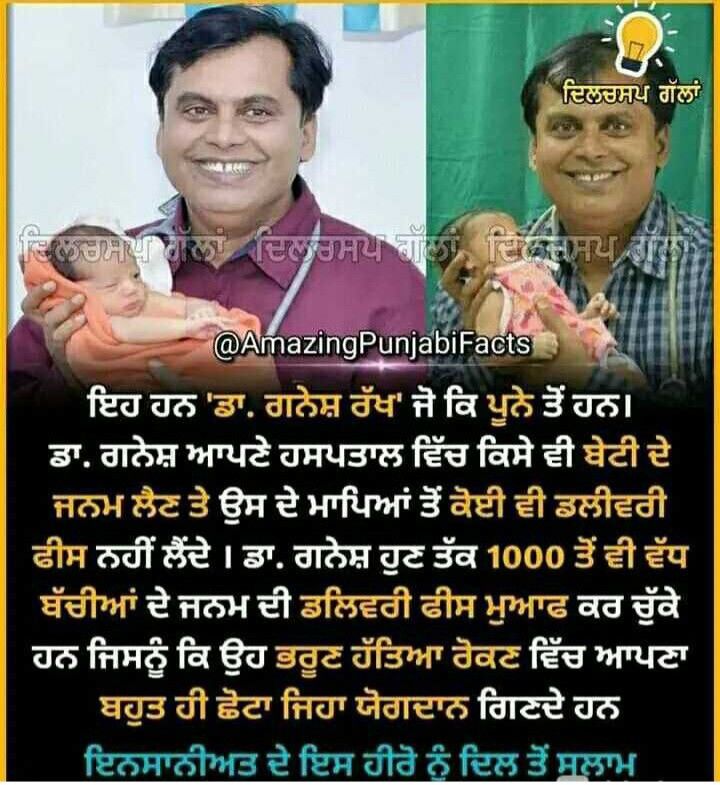 ਦਿਲਚਸਪ ਗੱਲਾਂ
ਦਿਲਚਸਪ ਗੱਲਾਂ ਦਿਲਚਸਪ ਗੱਲਾਂ ਦਿਲਚਸਪ ਗੱਲਾਂ
@AmazingPunjabiFacts
ਇਹ ਹਨ 'ਡਾ. ਗਨੇਸ਼ ਰੱਖ' ਜੋ ਕਿ ਪੂਨੇ ਤੋਂ ਹਨ।
ਡਾ. ਗਨੇਸ਼ ਆਪਣੇ ਹਸਪਤਾਲ ਵਿੱਚ ਕਿਸੇ ਵੀ ਬੇਟੀ ਦੇ
ਜਨਮ ਲੈਣ ਤੇ ਉਸ ਦੇ ਮਾਪਿਆਂ ਤੋਂ ਕੋਈ ਵੀ ਡਲੀਵਰੀ
ਫੀਸ ਨਹੀਂ ਲੈਂਦੇ । ਡਾ. ਗਨੇਸ਼ ਹੁਣ ਤੱਕ 1000 ਤੋਂ ਵੀ ਵੱਧ
ਬੱਚੀਆਂ ਦੇ ਜਨਮ ਦੀ ਡਲਿਵਰੀ ਫੀਸ ਮੁਆਫ ਕਰ ਚੁੱਕੇ
ਹਨ ਜਿਸਨੂੰ ਕਿ ਉਹ ਭਰੂਣ ਹੱਤਿਆ ਰੋਕਣ ਵਿੱਚ ਆਪਣਾ
ਬਹੁਤ ਹੀ ਛੋਟਾ ਜਿਹਾ ਯੋਗਦਾਨ ਗਿਣਦੇ ਹਨ
ਇਨਸਾਨੀਅਤ ਦੇ ਇਸ ਹੀਰੋ ਨੂੰ ਦਿਲ ਤੋਂ ਸਲਾਮ